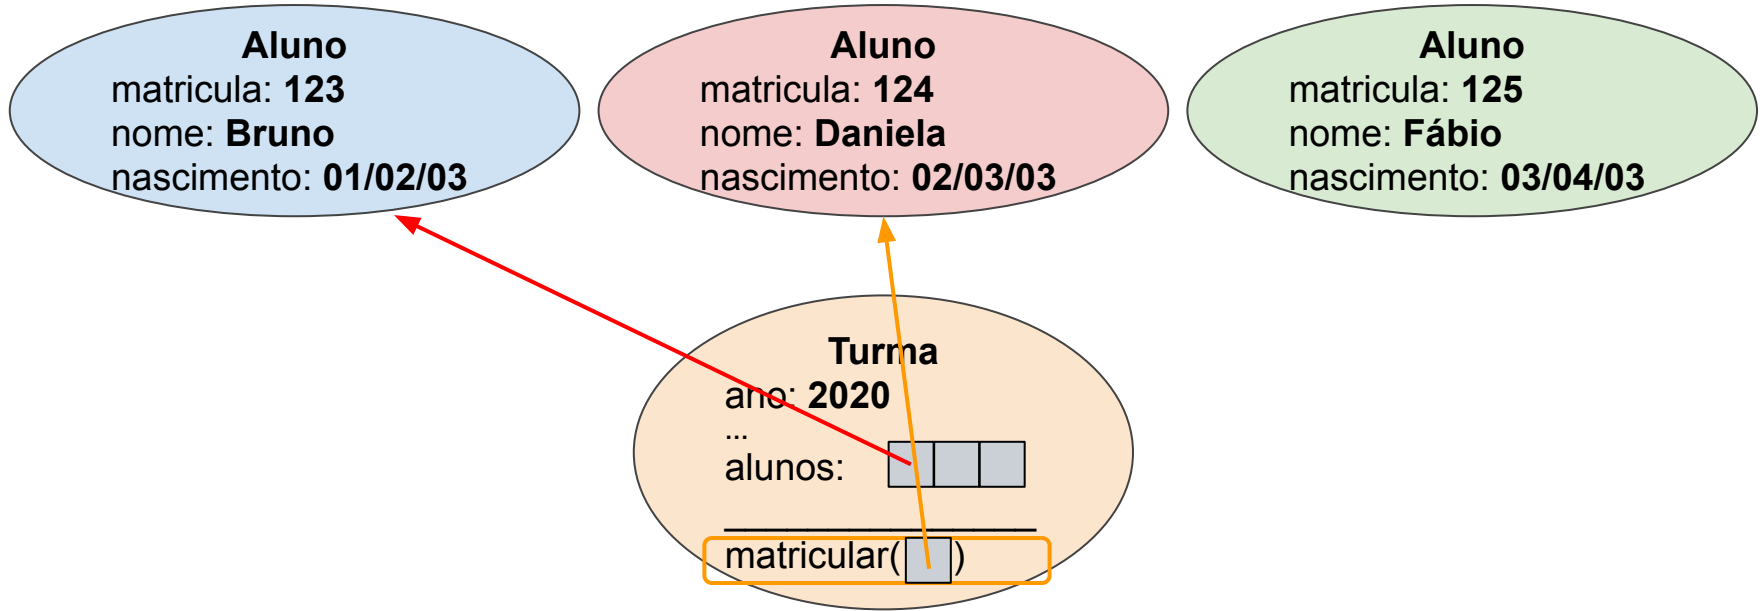 Aluno
matricula: 123
nome: Bruno
nascimento: 01/02/03
Aluno
matricula: 124
nome: Daniela
nascimento: 02/03/03
Aluno
matricula: 125
nome: Fábio
nascimento: 03/04/03
Turma
ano: 2020
...
alunos:
matricular( )